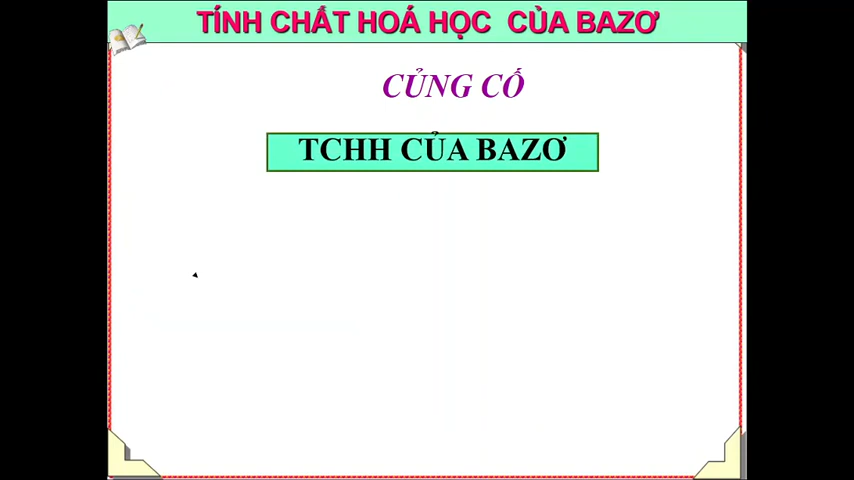 TÍNH CHẤT HOÁ HỌC CỦA BAZƠ
CỦNG CỐ
TCHH CỦA BAZƠ